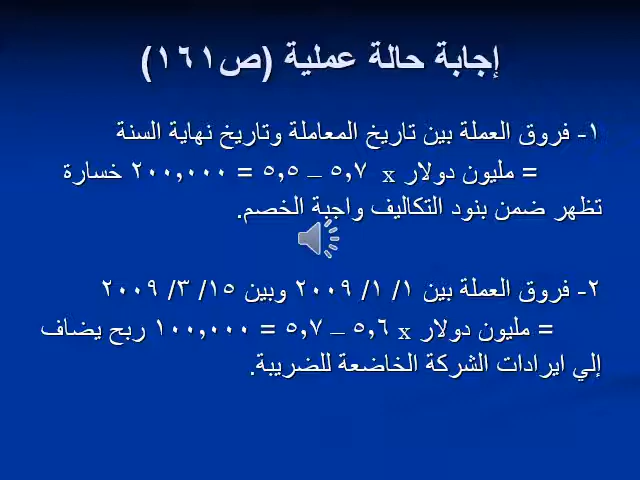 إجابة حالة عملية (ص١٦١)
١- فروق العملة بين تاريخ المعاملة وتاريخ نهاية السنة
= مليون دولار x ٥,٧ – ٥,٥ = ٢٠٠,٠٠٠ خسارة
تظهر ضمن بنود التكاليف واجبة الخصم.
٢- فروق العملة بين ١/ ١/ ٢٠٠٩ وبين ١٥/ ٣/ ٢٠٠٩
= مليون دولار x ٥,٦ – ٥,٧ = ١٠٠,٠٠٠ ربح يضاف
إلي ايرادات الشركة الخاضعة للضريبة.